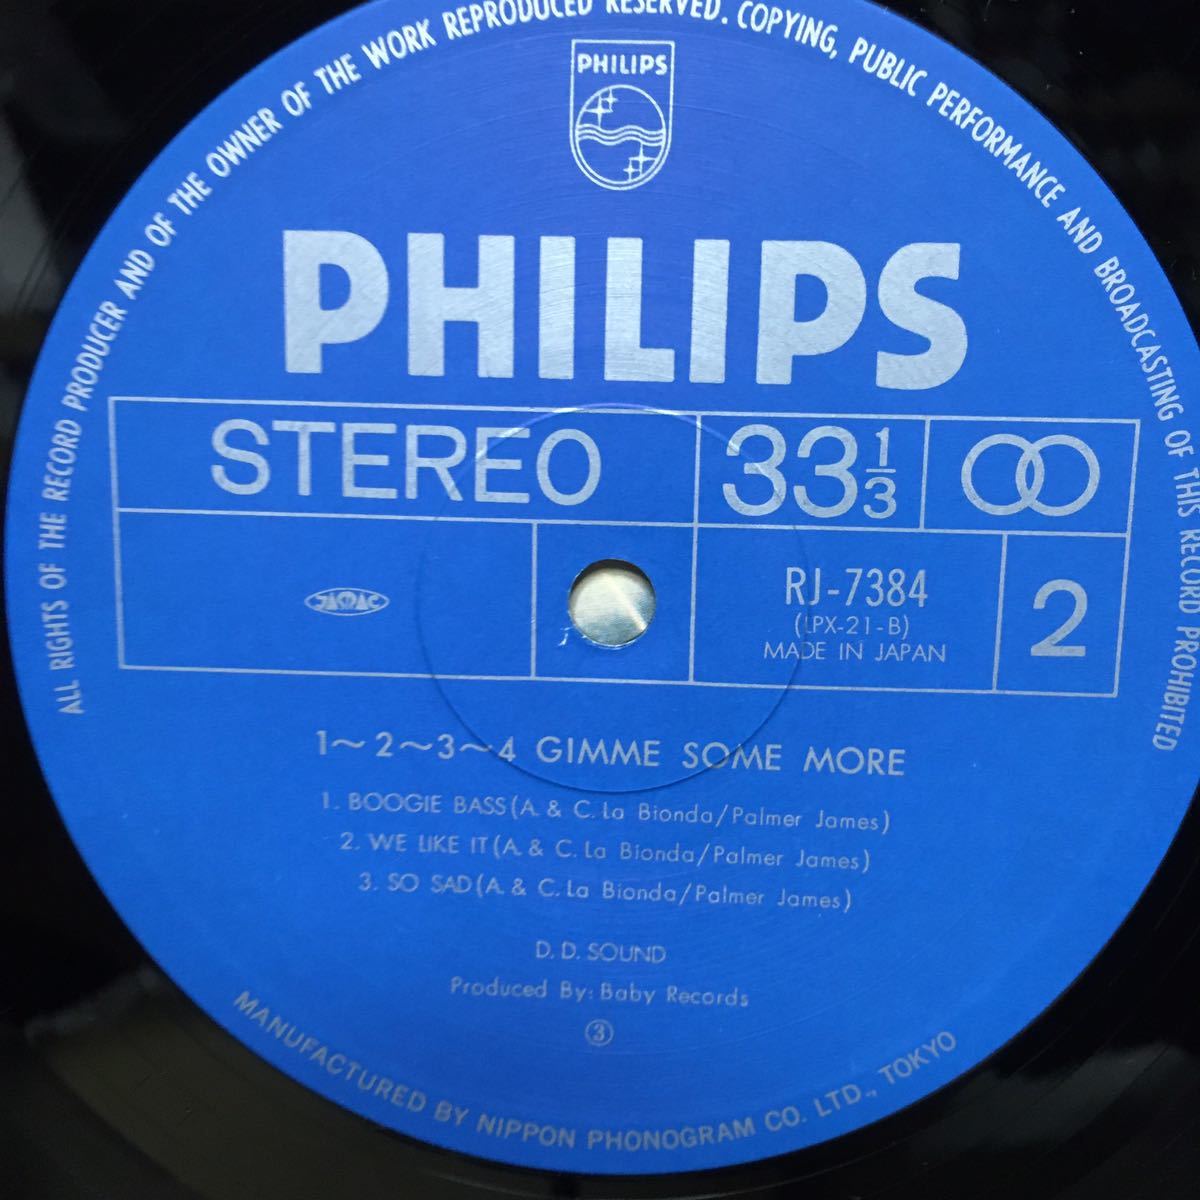 ALL RIGHTS OF THE RECORD PRODUCER AND OF THE OWNER OF THE WORK REPRODUCED RESERVED. COPYING, PUBLIC PERFORMANCE AND BROADCASTING OF THIS RECORD PROHIBITED
PHILIPS
PHILIPS
STEREO
33 1/3
JASRAC
RJ-7384
(LPX-21-B)
MADE IN JAPAN
2
1~2~3~4 GIMME SOME MORE
1. BOOGIE BASS(A. & C. La Bionda/Palmer James)
2. WE LIKE IT(A. & C. La Bionda/Palmer James)
3. SO SAD(A. & C. La Bionda/Palmer James)
D. D. SOUND
Produced By: Baby Records
③
MANUFACTURED BY NIPPON PHONOGRAM CO. LTD., TOKYO